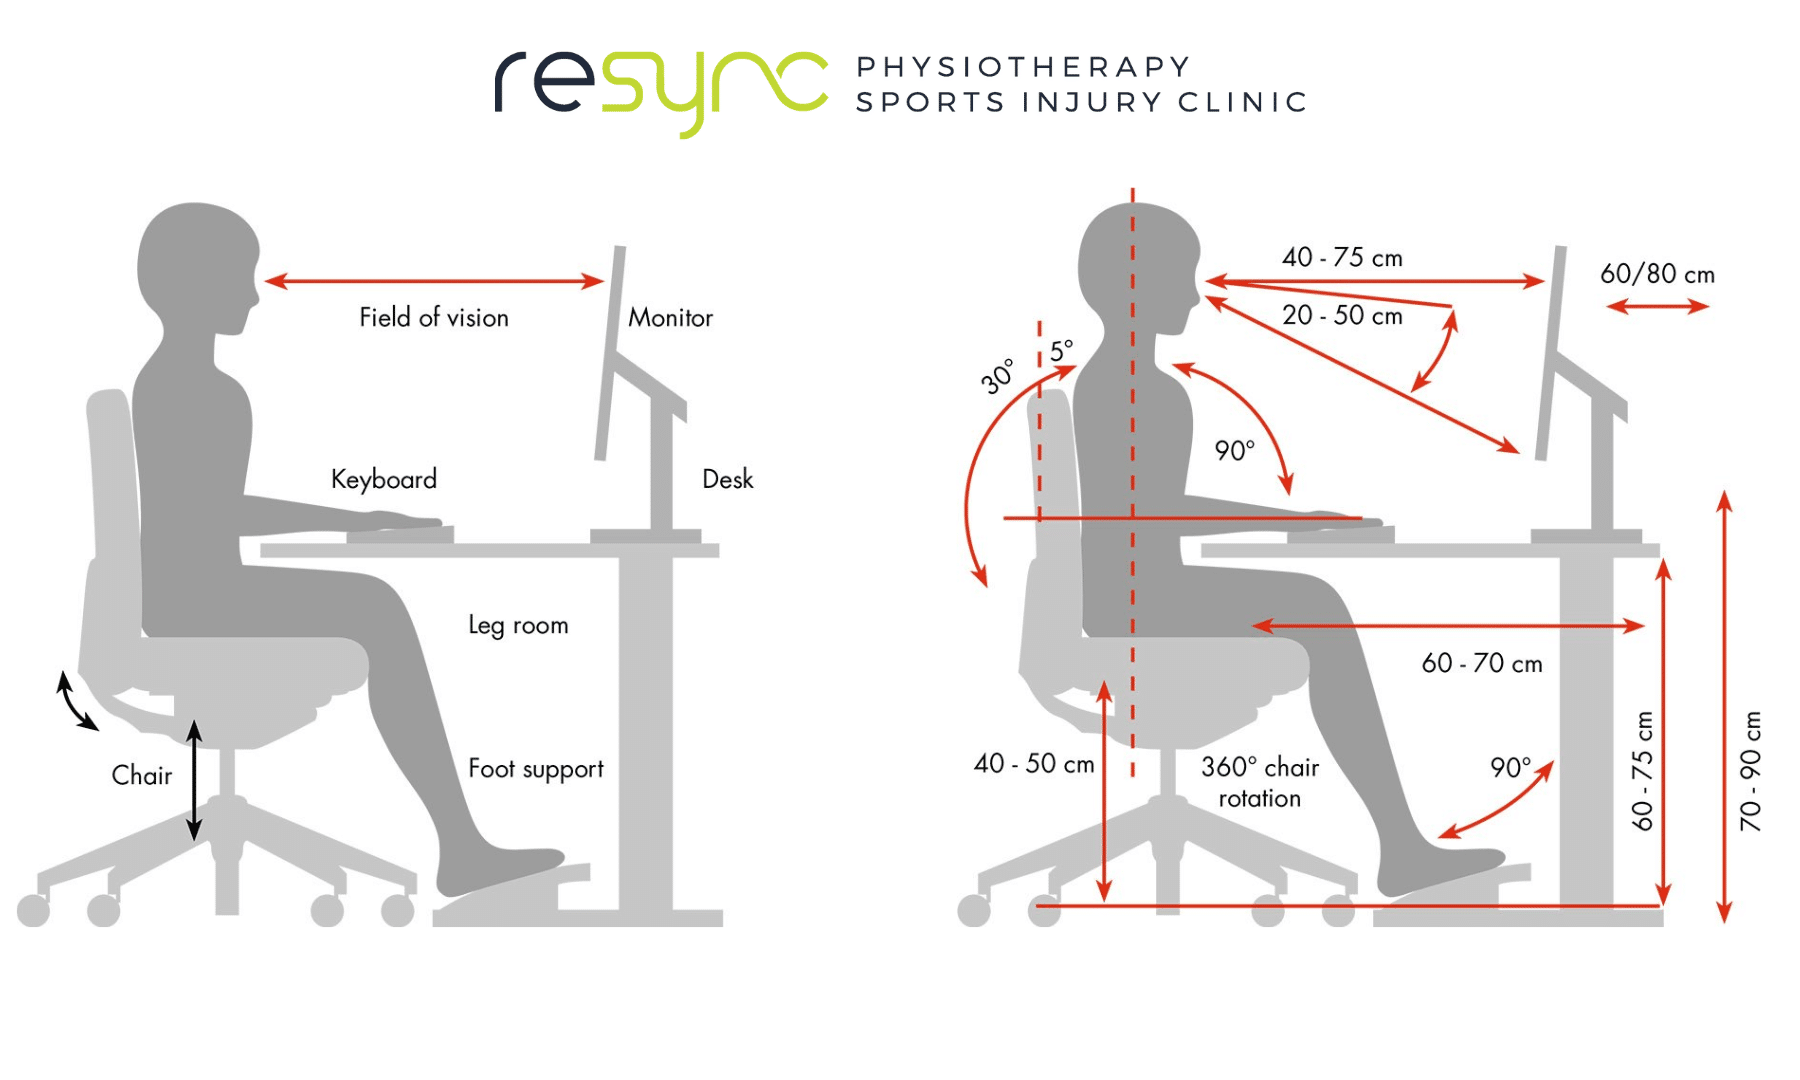 resync
PHYSIOTHERAPY
SPORTS INJURY CLINIC
Field of vision
Monitor
Keyboard
Desk
Leg room
Chair
Foot support
40 - 75 cm
60/80 cm
20 - 50 cm
5°
30°
90°
60 - 70 cm
40 - 50 cm
360° chair
rotation
90°
60 - 75 cm
70 - 90 cm